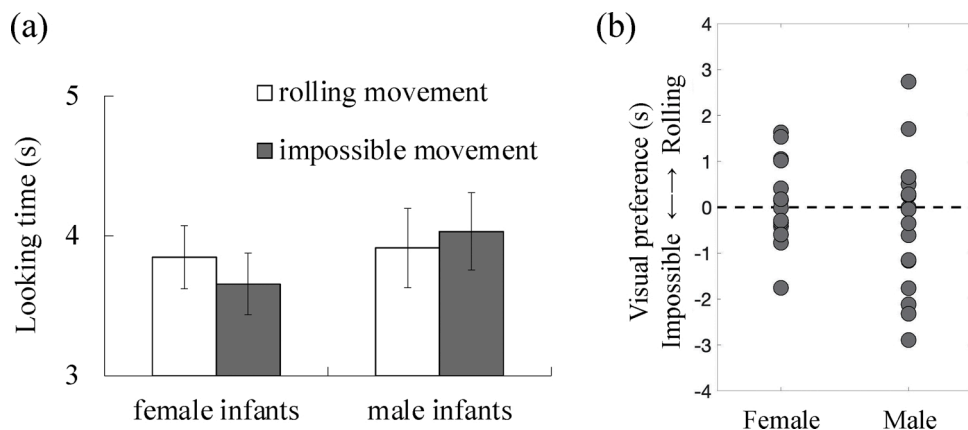 (a)
rolling movement
impossible movement
Looking time (s)
5
4
3
female infants
male infants
(b)
Visual preference (s)
Impossible ←→ Rolling
4
3
2
1
0
-1
-2
-3
-4
Female
Male